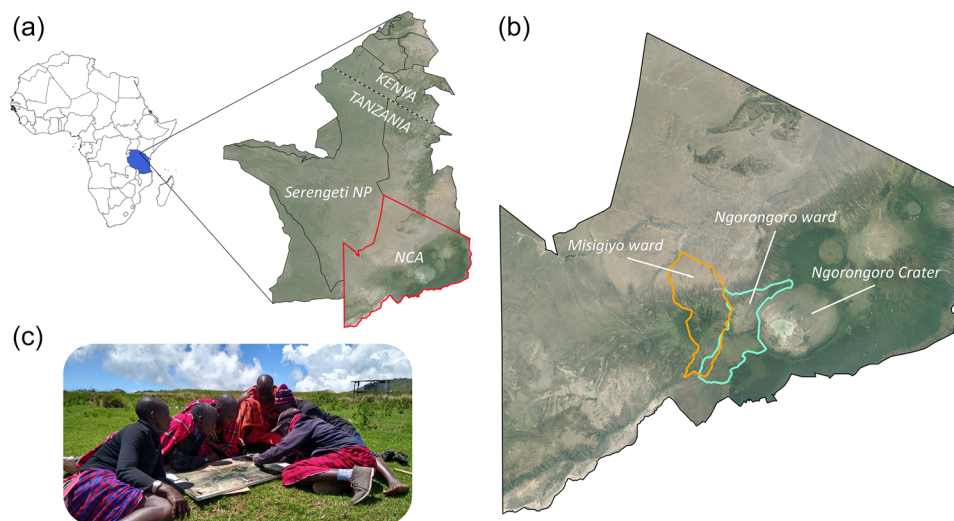 (a)
KENYA
TANZANIA
Serengeti NP
NCA
(b)
Ngorongoro ward
Misigiyo ward
Ngorongoro Crater
(c)